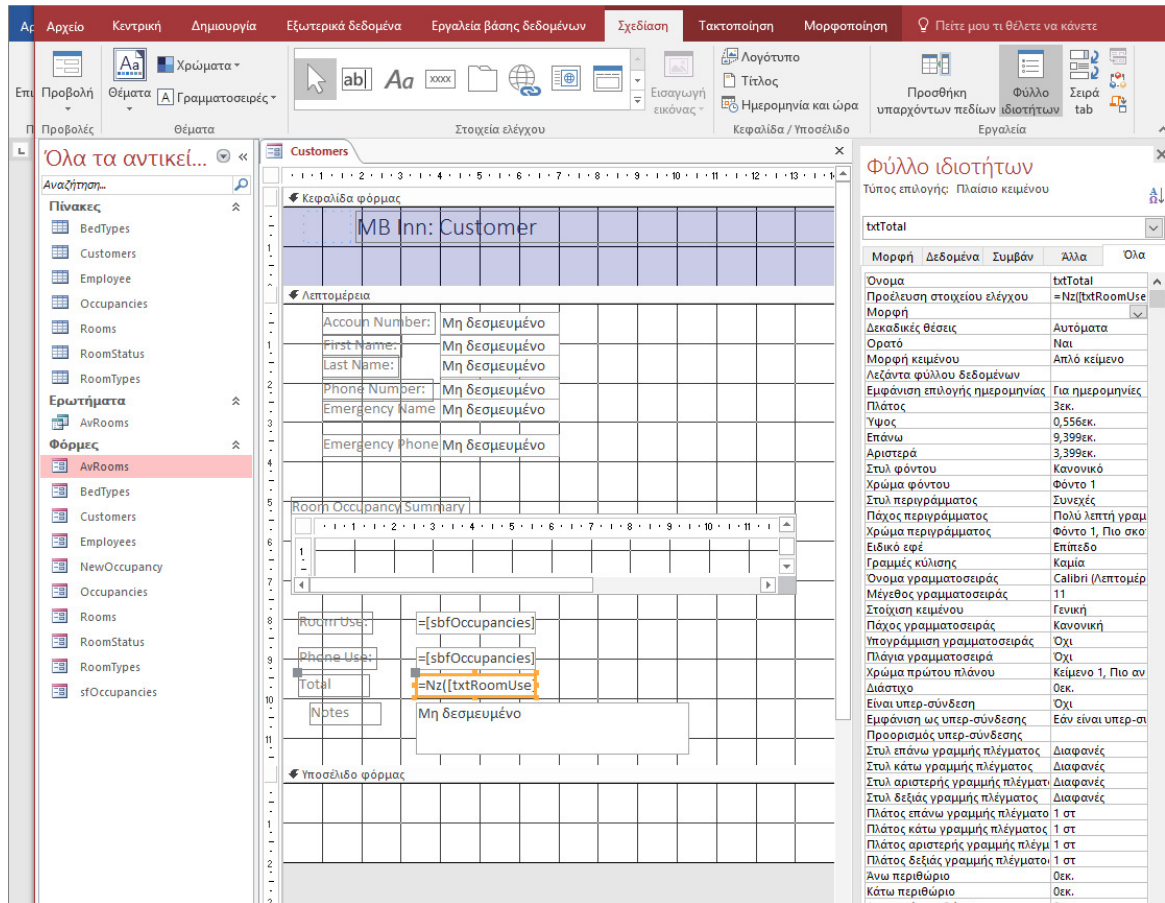 Αρ Αρχείο Κεντρική Δημιουργία Εξωτερικά δεδομένα Εργαλεία βάσης δεδομένων Σχεδίαση Τακτοποίηση Μορφοποίηση Πείτε μου τι θέλετε να κάνετε
Επι Προβολή
Προβολές
Aa Θέματα
Χρώματα
A Γραμματοσειρές
Θέματα
ab| Aa xxxx
Εισαγωγή εικόνας
Στοιχεία ελέγχου
Λογότυπο
Τίτλος
Ημερομηνία και ώρα
Κεφαλίδα / Υποσέλιδο
Προσθήκη υπαρχόντων πεδίων
Φύλλο ιδιοτήτων
Σειρά tab
Εργαλεία
Όλα τα αντικεί...
Αναζήτηση...
Πίνακες
BedTypes
Customers
Employee
Occupancies
Rooms
RoomStatus
RoomTypes
Ερωτήματα
AvRooms
Φόρμες
AvRooms
BedTypes
Customers
Employees
NewOccupancy
Occupancies
Rooms
RoomStatus
RoomTypes
sfOccupancies
Customers
Κεφαλίδα φόρμας
MB Inn: Customer
Λεπτομέρεια
Accoun Number: Μη δεσμευμένο
First Name: Μη δεσμευμένο
Last Name: Μη δεσμευμένο
Phone Number: Μη δεσμευμένο
Emergency Name Μη δεσμευμένο
Emergency Phone Μη δεσμευμένο
Room Occupancy Summary
Room Use: =[sbfOccupancies]
Phone Use: =[sbfOccupancies]
Total =Nz([txtRoomUse]
Notes Μη δεσμευμένο
Υποσέλιδο φόρμας
Φύλλο ιδιοτήτων
Τύπος επιλογής: Πλαίσιο κειμένου
txtTotal
Μορφή Δεδομένα Συμβάν Άλλα Όλα
Όνομα txtTotal
Προέλευση στοιχείου ελέγχου =Nz([txtRoomUse
Μορφή
Δεκαδικές θέσεις Αυτόματα
Ορατό Ναι
Μορφή κειμένου Απλό κείμενο
Λεζάντα φύλλου δεδομένων
Εμφάνιση επιλογής ημερομηνίας Για ημερομηνίες
Πλάτος 3εκ.
Ύψος 0,556εκ.
Επάνω 9,399εκ.
Αριστερά 3,399εκ.
Στυλ φόντου Κανονικό
Χρώμα φόντου Φόντο 1
Στυλ περιγράμματος Συνεχές
Πάχος περιγράμματος Πολύ λεπτή γραμ
Χρώμα περιγράμματος Φόντο 1, Πιο σκο
Ειδικό εφέ Επίπεδο
Γραμμές κύλισης Καμία
Όνομα γραμματοσειράς Calibri (Λεπτομέρ
Μέγεθος γραμματοσειράς 11
Στοίχιση κειμένου Γενική
Πάχος γραμματοσειράς Κανονική
Υπογράμμιση γραμματοσειράς Όχι
Πλάγια γραμματοσειρά Όχι
Χρώμα πρώτου πλάνου Κείμενο 1, Πιο αν
Διάστιχο 0εκ.
Είναι υπερ-σύνδεση Όχι
Εμφάνιση ως υπερ-σύνδεσης Εάν είναι υπερ-συ
Προορισμός υπερ-σύνδεσης
Στυλ επάνω γραμμής πλέγματος Διαφανές
Στυλ κάτω γραμμής πλέγματος Διαφανές
Στυλ αριστερής γραμμής πλέγματ Διαφανές
Στυλ δεξιάς γραμμής πλέγματος Διαφανές
Πλάτος επάνω γραμμής πλέγματο 1 στ
Πλάτος κάτω γραμμής πλέγματος 1 στ
Πλάτος αριστερής γραμμής πλέγμ 1 στ
Πλάτος δεξιάς γραμμής πλέγματο 1 στ
Άνω περιθώριο 0εκ.
Κάτω περιθώριο 0εκ.